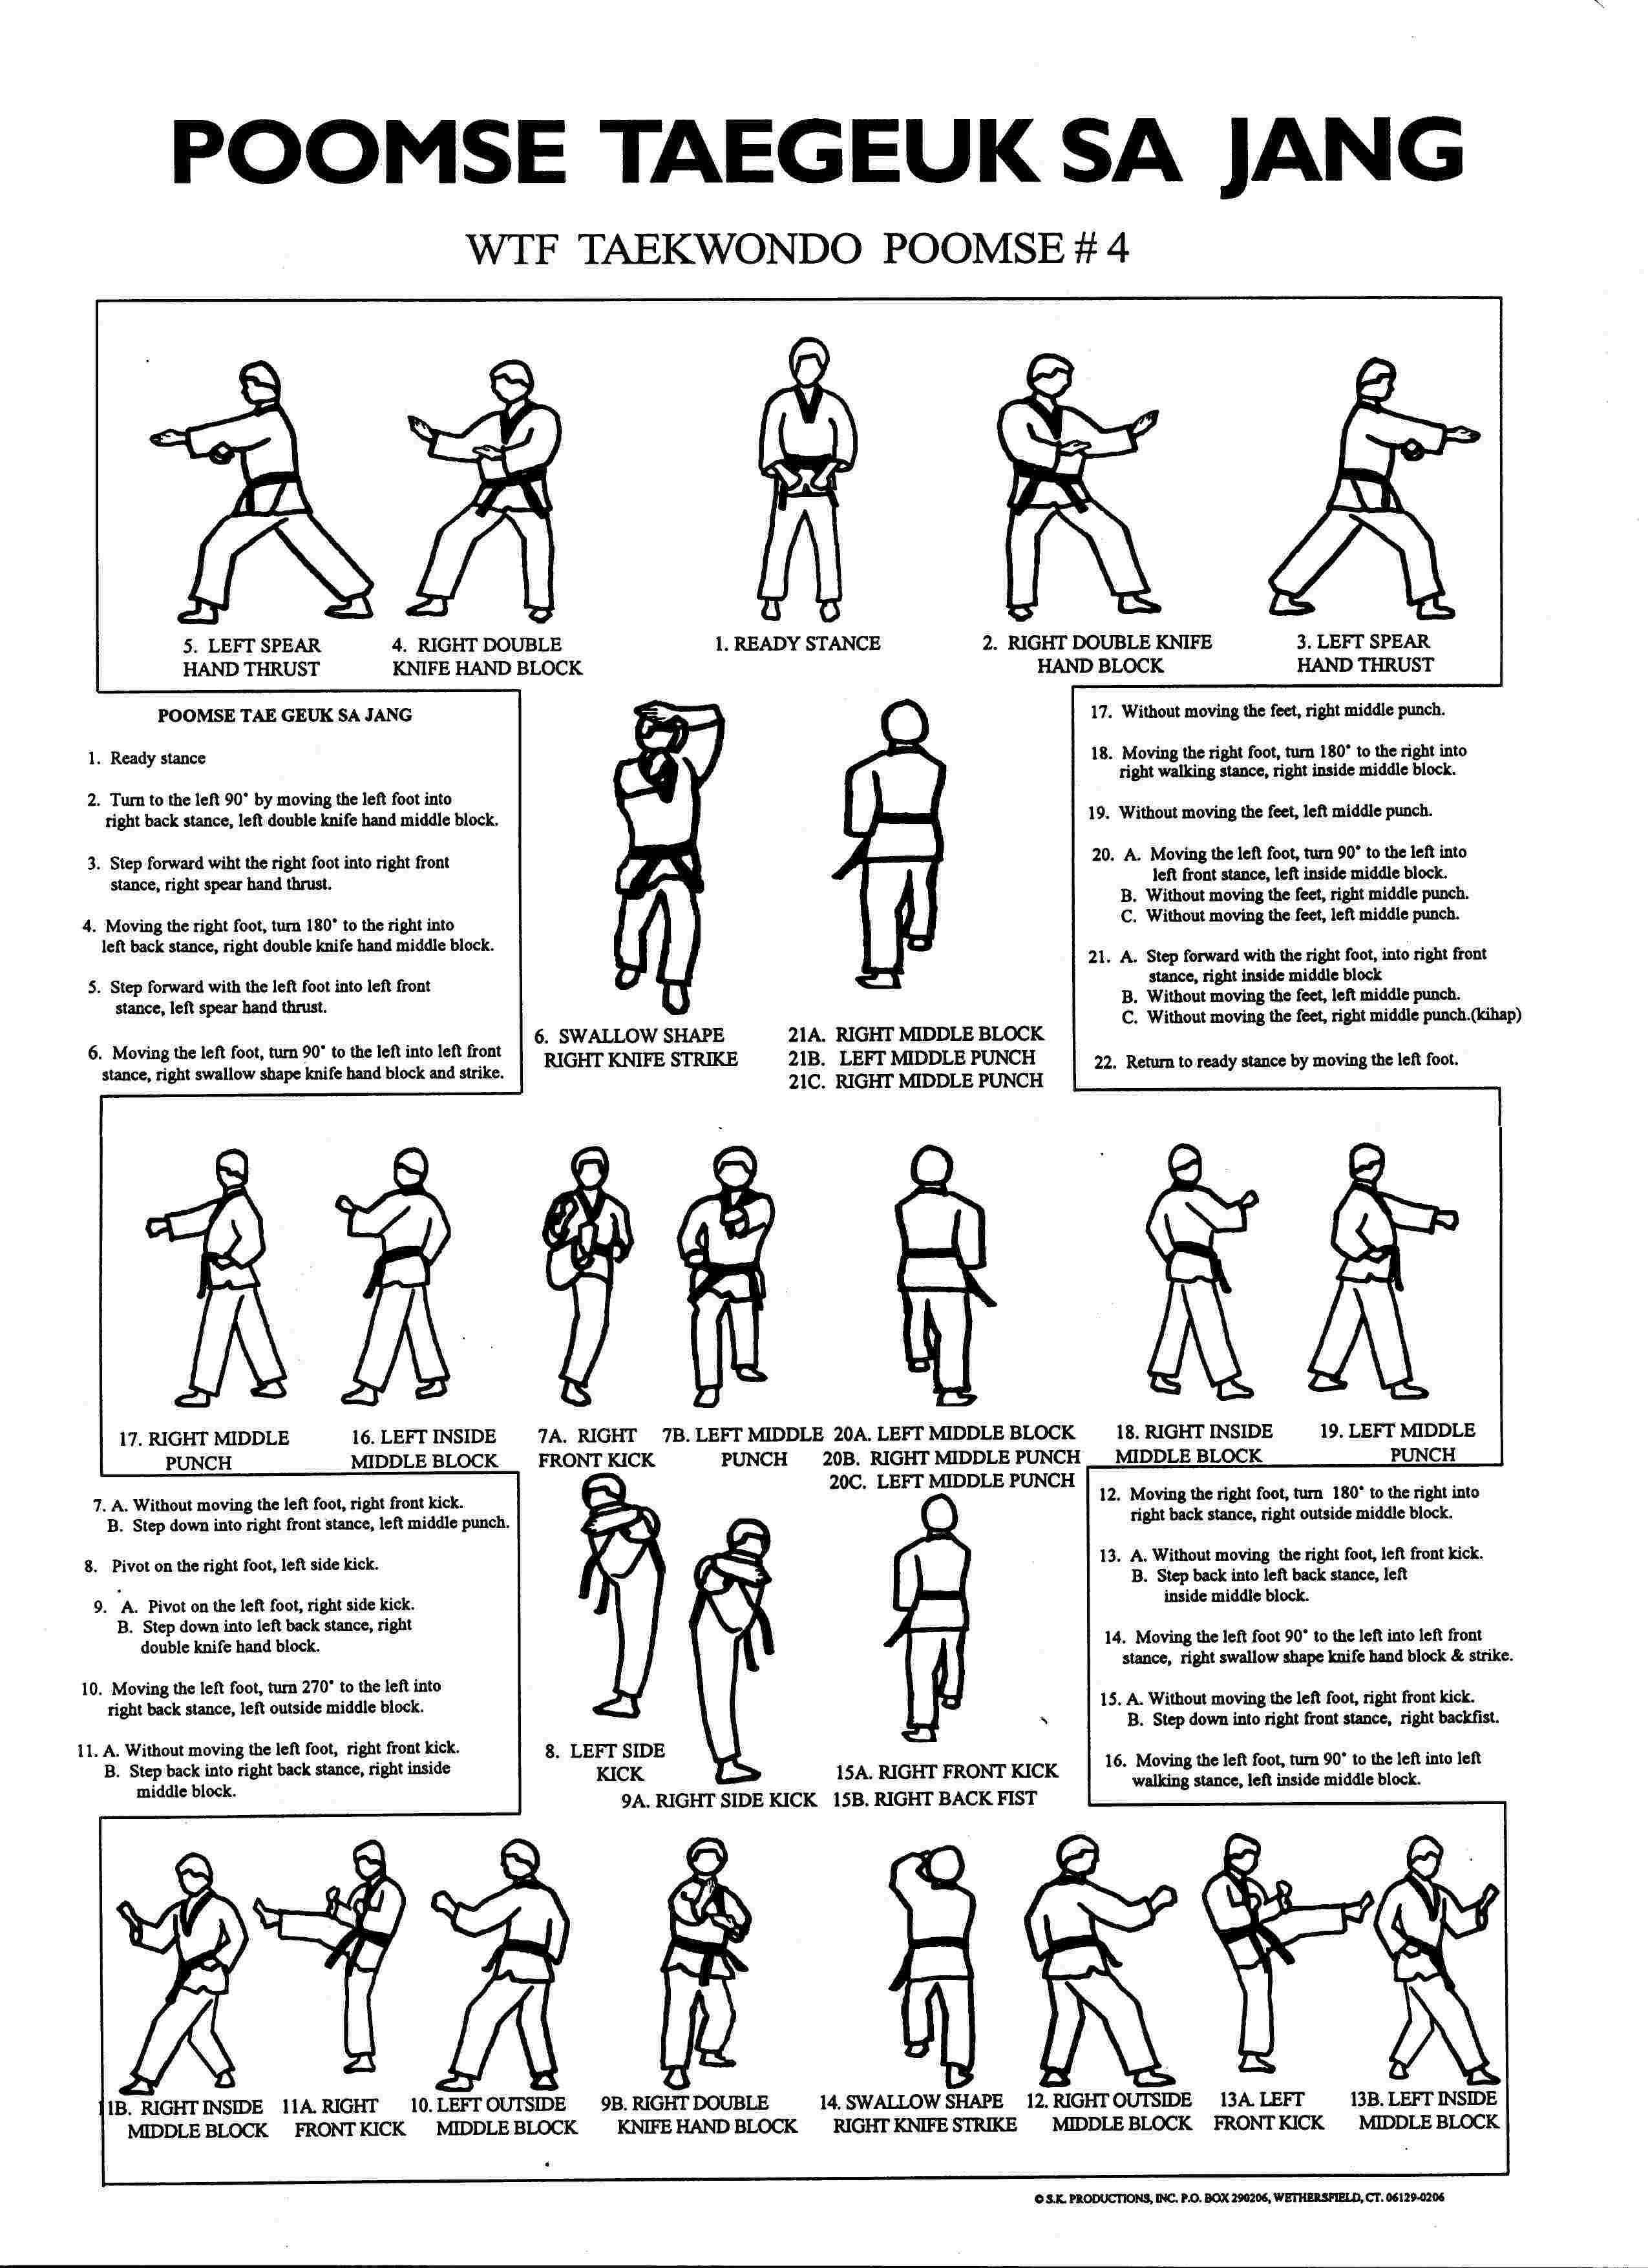 POOMSE TAEGEUK SA JANG
WTF TAEKWONDO POOMSE # 4
5. LEFT SPEAR
HAND THRUST
4. RIGHT DOUBLE
KNIFE HAND BLOCK
1. READY STANCE
2. RIGHT DOUBLE KNIFE
HAND BLOCK
3. LEFT SPEAR
HAND THRUST
POOMSE TAE GEUK SA JANG
1. Ready stance
2. Turn to the left 90° by moving the left foot into
right back stance, left double knife hand middle block.
3. Step forward wiht the right foot into right front
stance, right spear hand thrust.
4. Moving the right foot, turn 180° to the right into
left back stance, right double knife hand middle block.
5. Step forward with the left foot into left front
stance, left spear hand thrust.
6. Moving the left foot, turn 90° to the left into left front
stance, right swallow shape knife hand block and strike.
6. SWALLOW SHAPE
RIGHT KNIFE STRIKE
21A. RIGHT MIDDLE BLOCK
21B. LEFT MIDDLE PUNCH
21C. RIGHT MIDDLE PUNCH
17. Without moving the feet, right middle punch.
18. Moving the right foot, turn 180° to the right into
right walking stance, right inside middle block.
19. Without moving the feet, left middle punch.
20. A. Moving the left foot, turn 90° to the left into
left front stance, left inside middle block.
B. Without moving the feet, right middle punch.
C. Without moving the feet, left middle punch.
21. A. Step forward with the right foot, into right front
stance, right inside middle block
B. Without moving the feet, left middle punch.
C. Without moving the feet, right middle punch.(kihap)
22. Return to ready stance by moving the left foot.
17. RIGHT MIDDLE
PUNCH
16. LEFT INSIDE
MIDDLE BLOCK
7A. RIGHT
FRONT KICK
7B. LEFT MIDDLE
PUNCH
20A. LEFT MIDDLE BLOCK
20B. RIGHT MIDDLE PUNCH
20C. LEFT MIDDLE PUNCH
18. RIGHT INSIDE
MIDDLE BLOCK
19. LEFT MIDDLE
PUNCH
7. A. Without moving the left foot, right front kick.
B. Step down into right front stance, left middle punch.
8. Pivot on the right foot, left side kick.
9. A. Pivot on the left foot, right side kick.
B. Step down into left back stance, right
double knife hand block.
10. Moving the left foot, turn 270° to the left into
right back stance, left outside middle block.
11. A. Without moving the left foot, right front kick.
B. Step back into right back stance, right inside
middle block.
8. LEFT SIDE
KICK
9A. RIGHT SIDE KICK
15A. RIGHT FRONT KICK
15B. RIGHT BACK FIST
12. Moving the right foot, turn 180° to the right into
right back stance, right outside middle block.
13. A. Without moving the right foot, left front kick.
B. Step back into left back stance, left
inside middle block.
14. Moving the left foot 90° to the left into left front
stance, right swallow shape knife hand block & strike.
15. A. Without moving the left foot, right front kick.
B. Step down into right front stance, right backfist.
16. Moving the left foot, turn 90° to the left into left
walking stance, left inside middle block.
11B. RIGHT INSIDE
MIDDLE BLOCK
11A. RIGHT
FRONT KICK
10. LEFT OUTSIDE
MIDDLE BLOCK
9B. RIGHT DOUBLE
KNIFE HAND BLOCK
14. SWALLOW SHAPE
RIGHT KNIFE STRIKE
12. RIGHT OUTSIDE
MIDDLE BLOCK
13A. LEFT
FRONT KICK
13B. LEFT INSIDE
MIDDLE BLOCK
© S.K. PRODUCTIONS, INC. P.O. BOX 290206, WETHERSFIELD, CT. 06129-0206